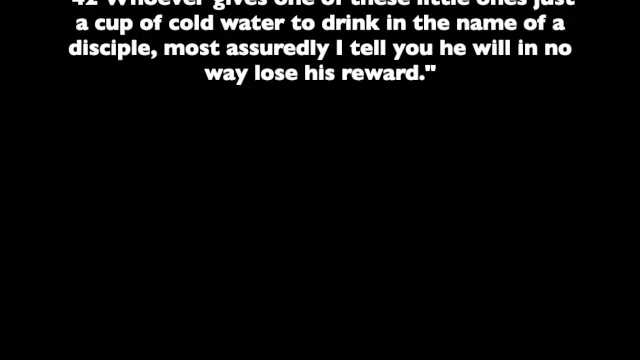 42 Whoever gives one of these little ones just
a cup of cold water to drink in the name of a
disciple, most assuredly I tell you he will in no
way lose his reward."